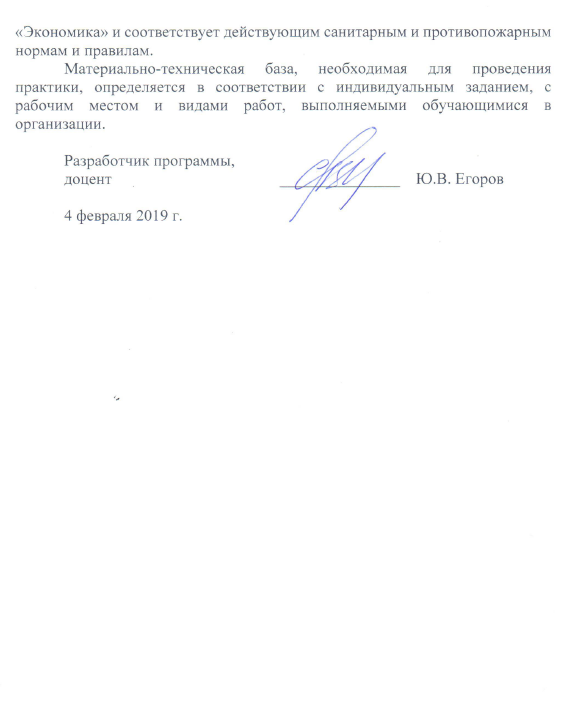 «Экономика» и соответствует действующим санитарным и противопожарным
нормам и правилам.
Материально-техническая база, необходимая для проведения
практики, определяется в соответствии с индивидуальным заданием, с
рабочим местом и видами работ, выполняемыми обучающимися в
организации.
Разработчик программы,
доцент Ю.В. Егоров
4 февраля 2019 г.